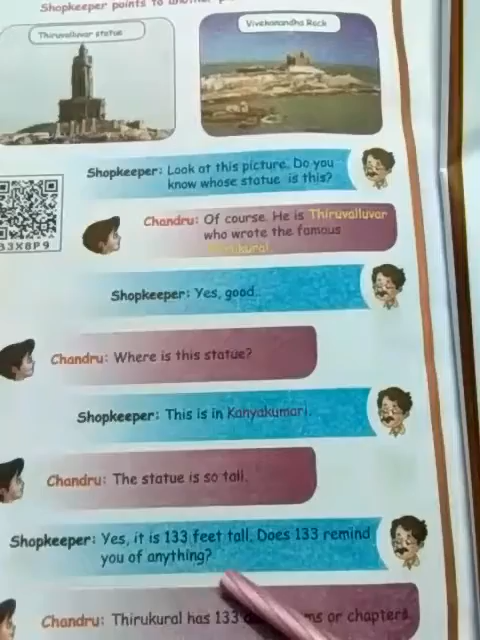 Shopkeeper points to
Thiruvalluvar statue
Vivekanandha Rock
Shopkeeper: Look at this picture. Do you
know whose statue is this?
Chandru: Of course. He is Thiruvalluvar
who wrote the famous
B3X8P9
Shopkeeper: Yes, good.
Chandru: Where is this statue?
Shopkeeper: This is in Kanyakumari.
Chandru: The statue is so tall.
Shopkeeper: Yes, it is 133 feet tall. Does 133 remind
you of anything?
Chandru: Thirukural has 133 or chapters.